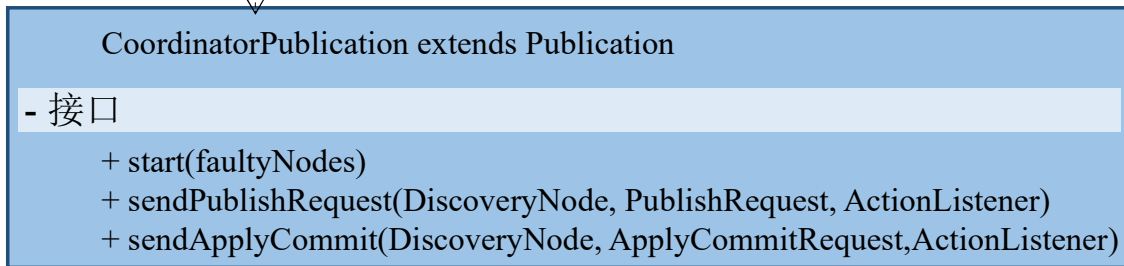 CoordinatorPublication extends Publication
- 接口
+ start(faultyNodes)
+ sendPublishRequest(DiscoveryNode, PublishRequest, ActionListener)
+ sendApplyCommit(DiscoveryNode, ApplyCommitRequest,ActionListener)